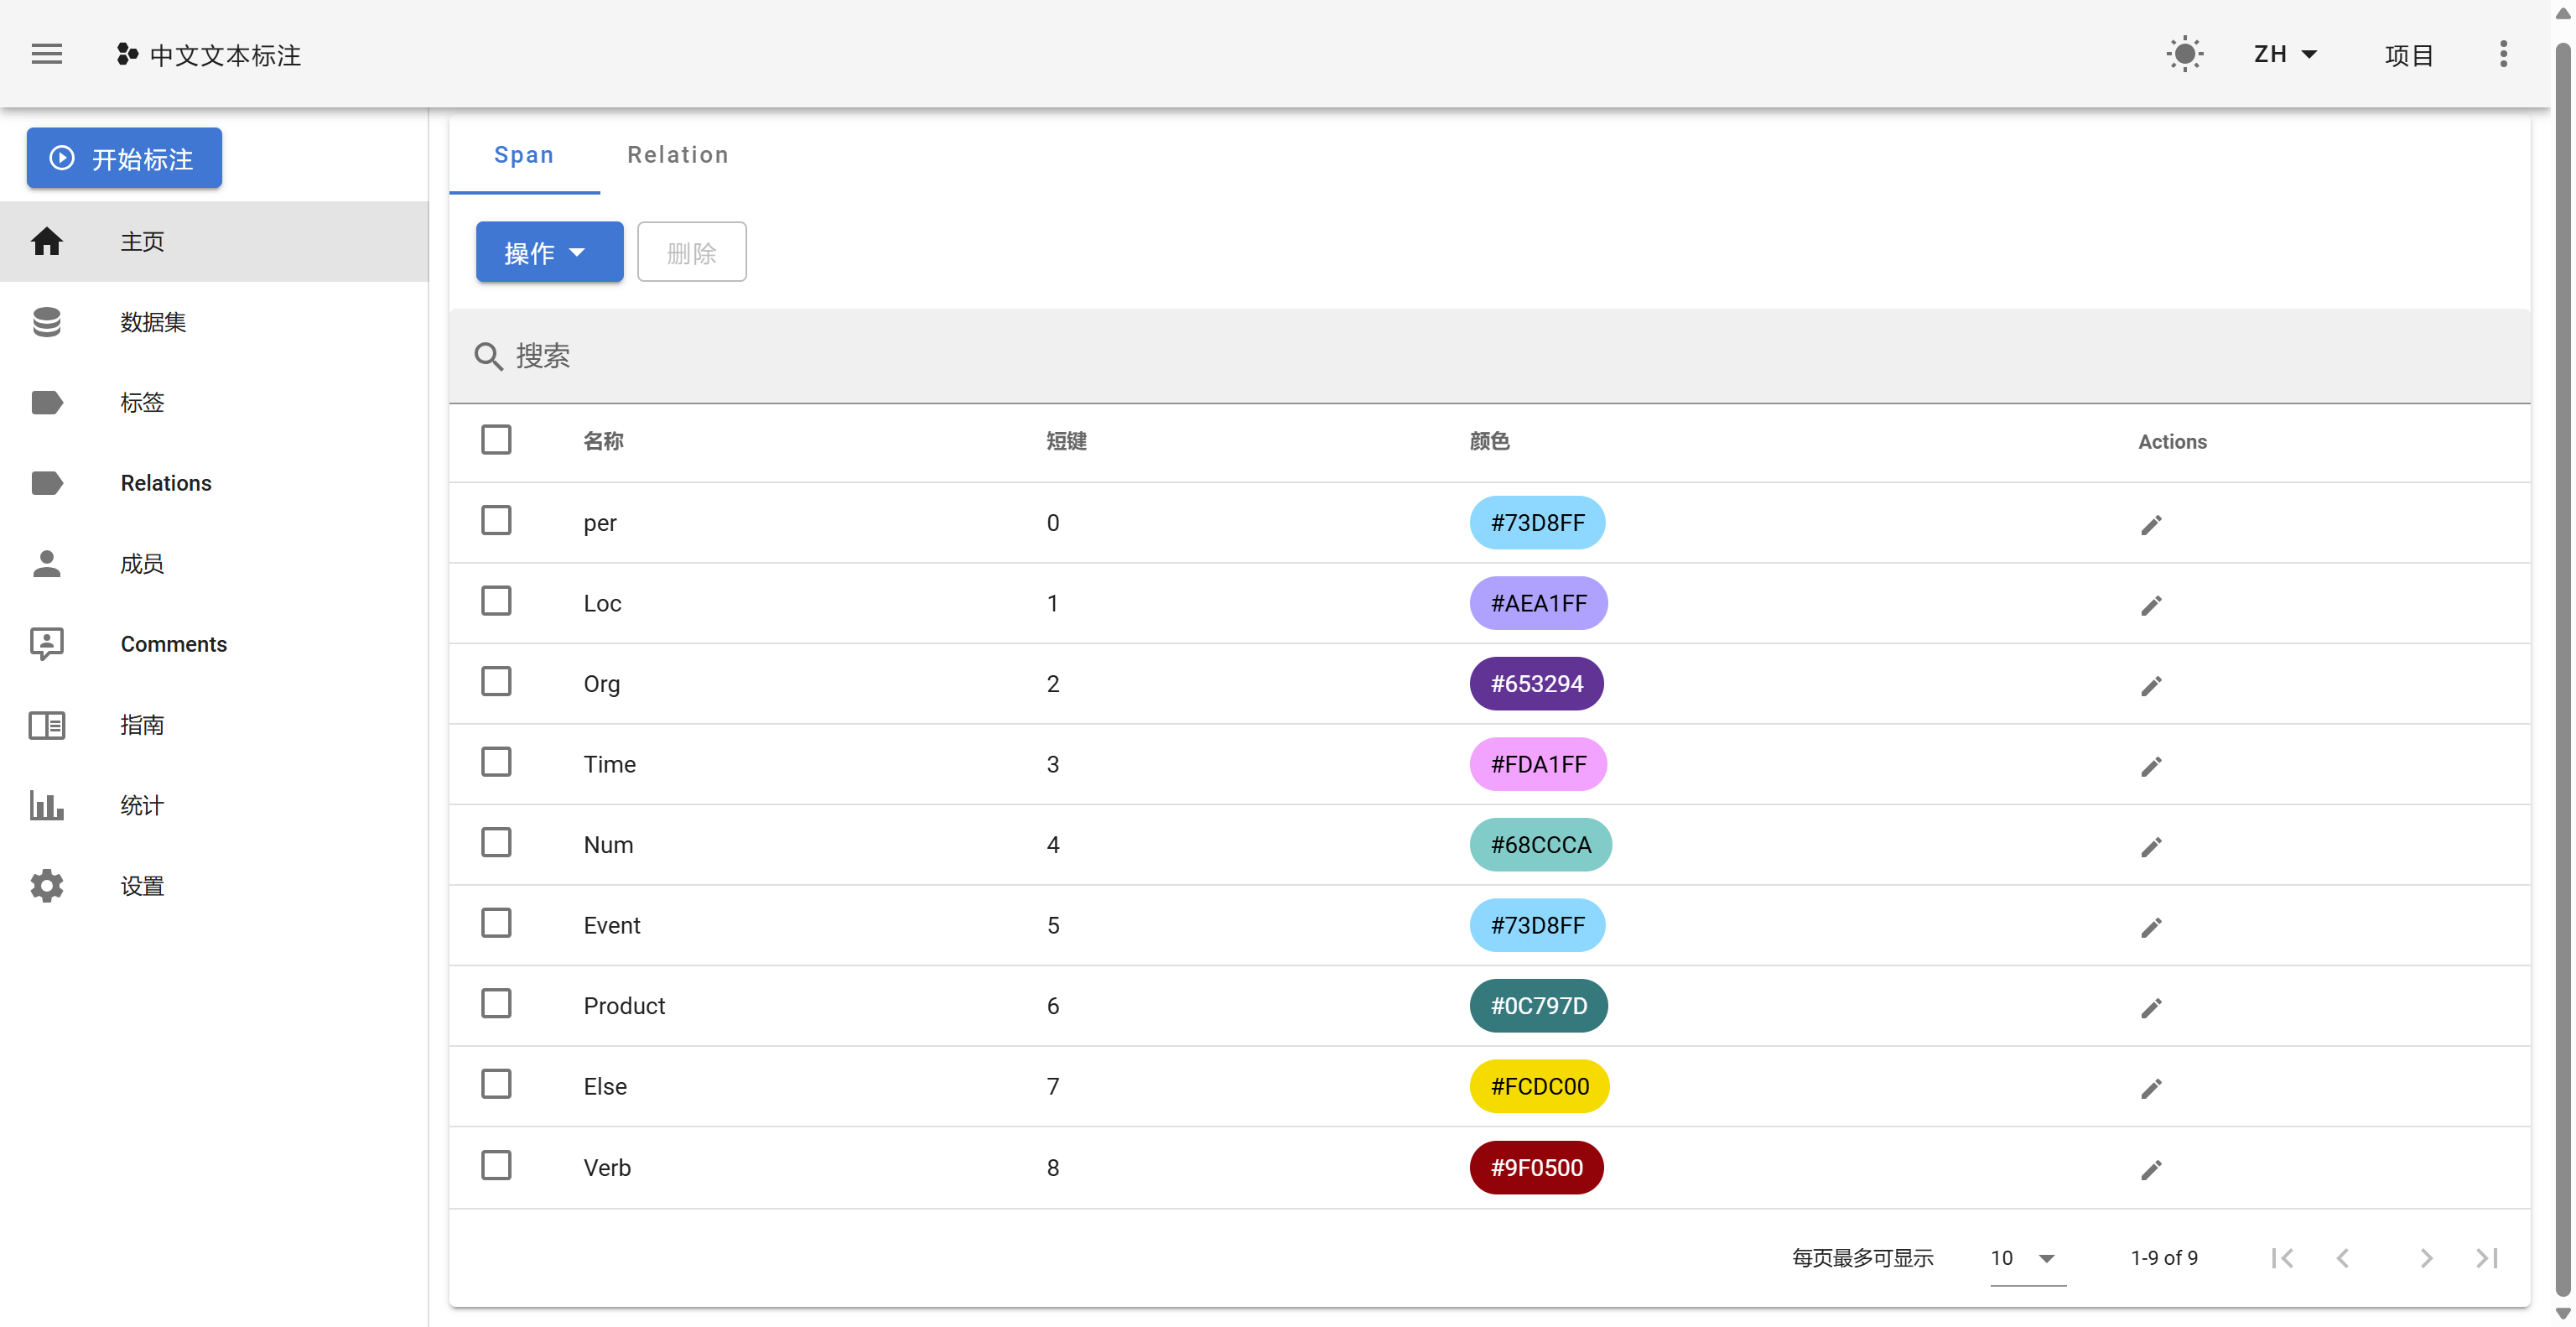 中文文本标注
ZH
项目
开始标注
主页
数据集
标签
Relations
成员
Comments
指南
统计
设置
Span Relation
操作 删除
搜索
名称 短键 颜色 Actions
per 0 #73D8FF
Loc 1 #AEA1FF
Org 2 #653294
Time 3 #FDA1FF
Num 4 #68CCCA
Event 5 #73D8FF
Product 6 #0C797D
Else 7 #FCDC00
Verb 8 #9F0500
每页最多可显示 10 1-9 of 9